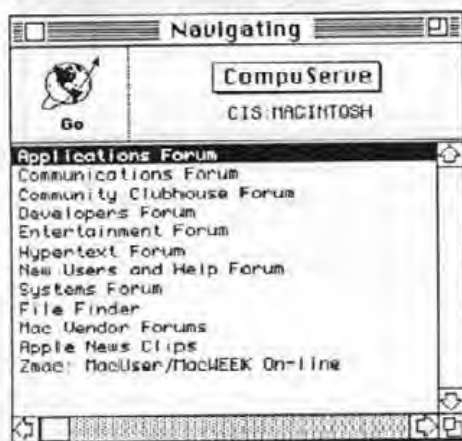 Navigating
CompuServe
Go
CIS:MACINTOSH
Applications Forum
Communications Forum
Community Clubhouse Forum
Developers Forum
Entertainment Forum
Hypertext Forum
New Users and Help Forum
Systems Forum
File Finder
Mac Vendor Forums
Apple News Clips
Zmac: MacUser/MacWEEK On-line